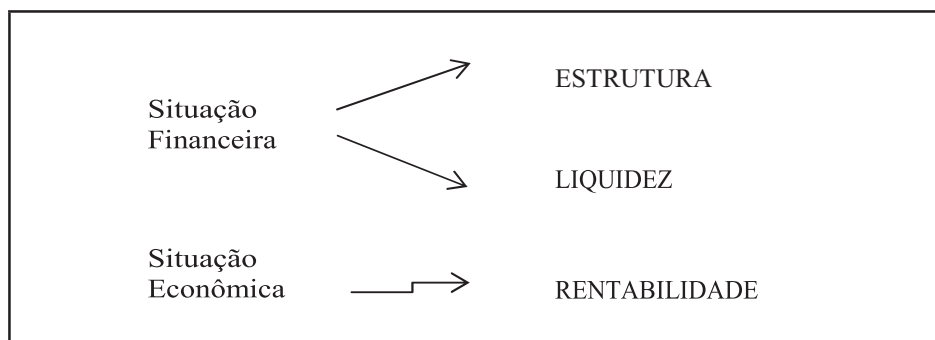 ESTRUTURA
Situação
Financeira
LIQUIDEZ
Situação
Econômica
RENTABILIDADE